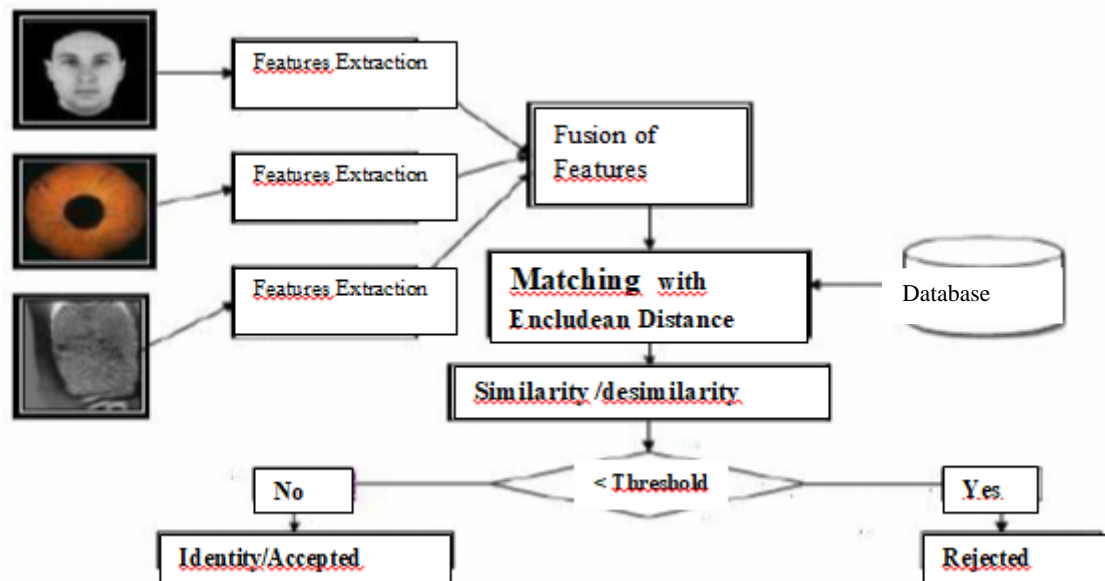 Features Extraction
Features Extraction
Features Extraction
Fusion of
Features
Matching with
Encludean Distance
Database
Similarity /desimilarity
< Threshold
No
Yes
Identity/Accepted
Rejected